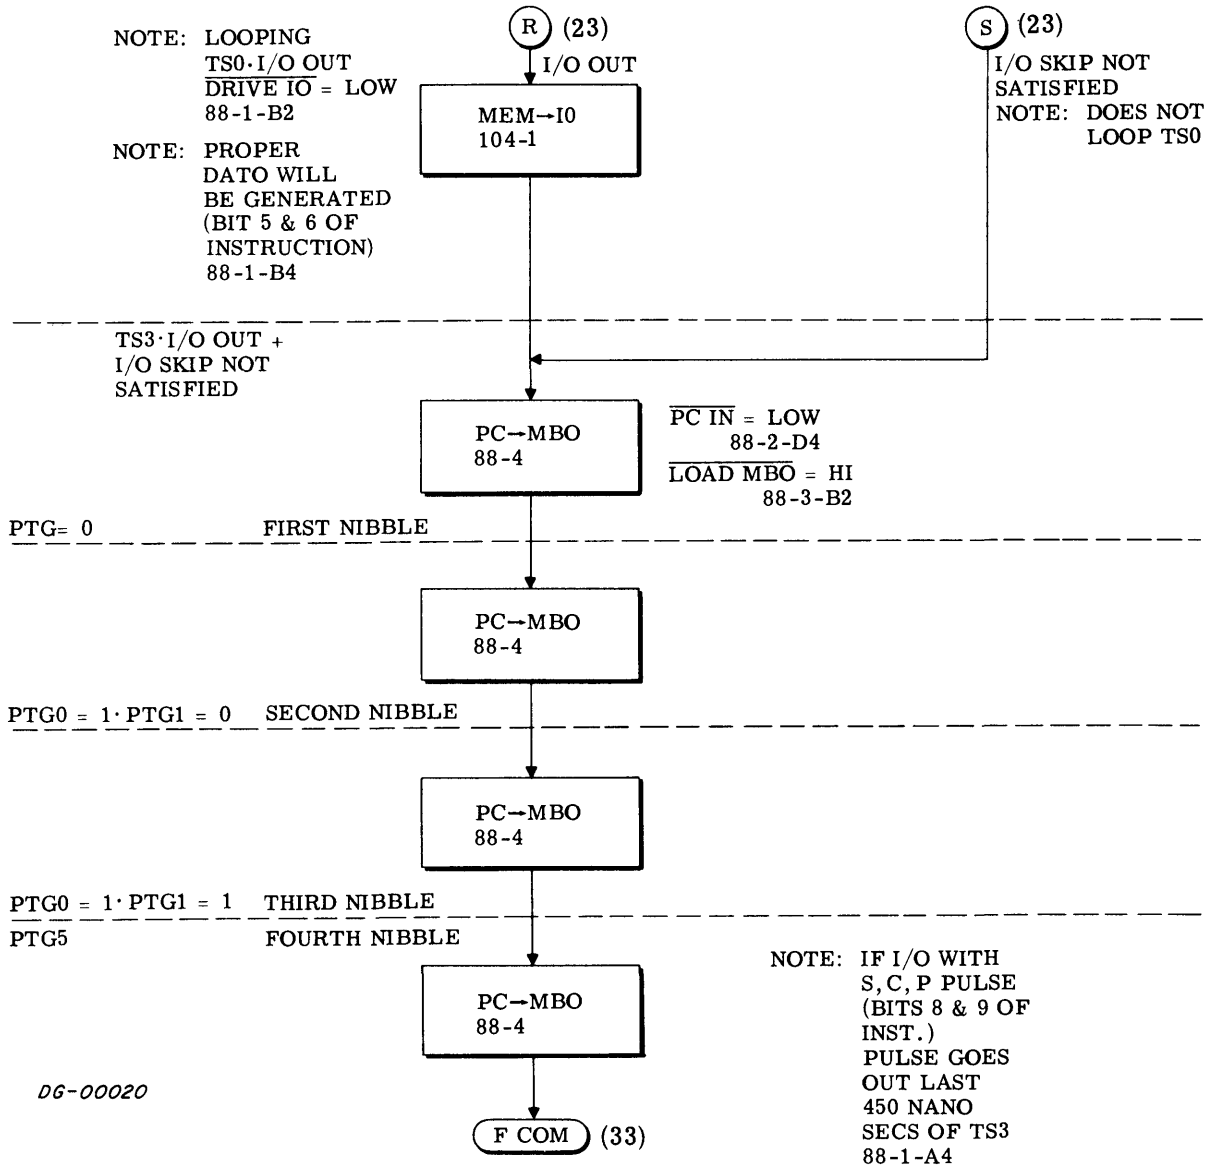 NOTE: LOOPING
TS0·I/O OUT
DRIVE IO = LOW
88-1-B2
NOTE: PROPER
DATO WILL
BE GENERATED
(BIT 5 & 6 OF
INSTRUCTION)
88-1-B4
R (23)
I/O OUT
MEM→I0
104-1
S (23)
I/O SKIP NOT
SATISFIED
NOTE: DOES NOT
LOOP TS0
TS3·I/O OUT +
I/O SKIP NOT
SATISFIED
PC→MBO
88-4
PC IN = LOW
88-2-D4
LOAD MBO = HI
88-3-B2
PTG= 0 FIRST NIBBLE
PC→MBO
88-4
PTG0 = 1·PTG1 = 0 SECOND NIBBLE
PC→MBO
88-4
PTG0 = 1·PTG1 = 1 THIRD NIBBLE
PTG5 FOURTH NIBBLE
PC→MBO
88-4
NOTE: IF I/O WITH
S, C, P PULSE
(BITS 8 & 9 OF
INST.)
PULSE GOES
OUT LAST
450 NANO
SECS OF TS3
88-1-A4
DG-00020
F COM (33)